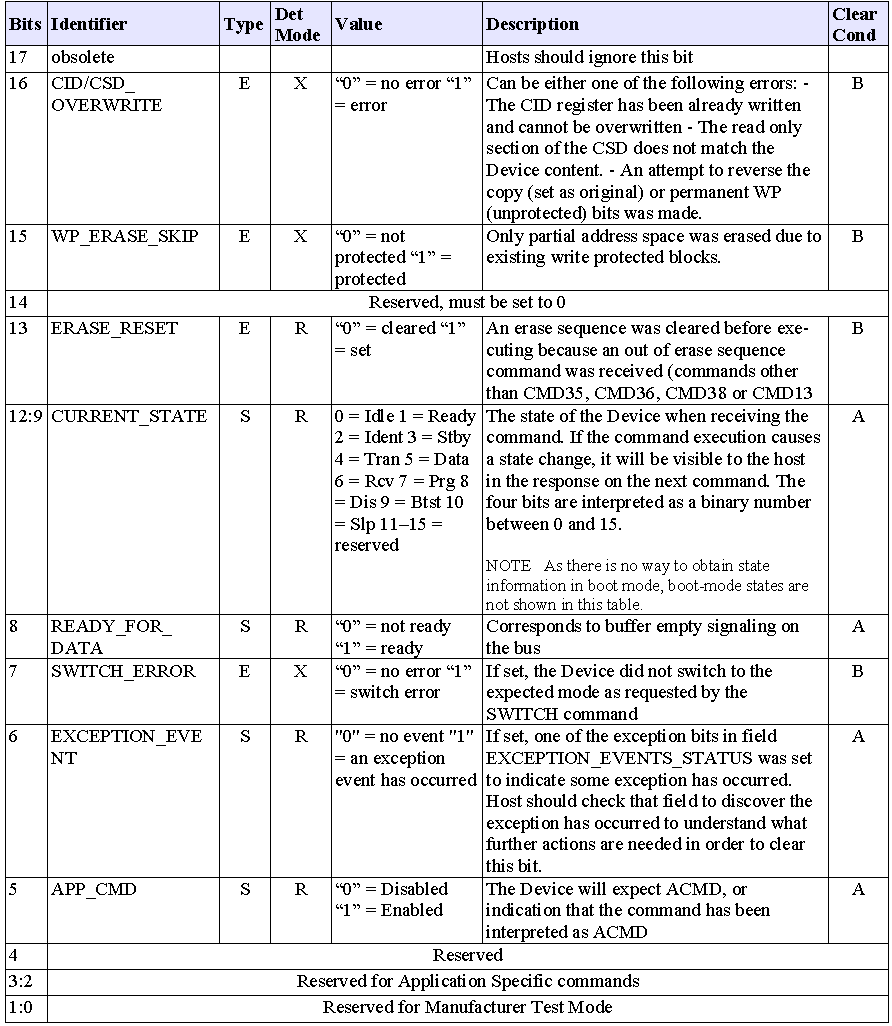 Bits Identifier Type Det Mode Value Description Clear Cond
17 obsolete Hosts should ignore this bit
16 CID/CSD_ E X “0” = no error “1” Can be either one of the following errors: - B
OVERWRITE = error The CID register has been already written
and cannot be overwritten - The read only
section of the CSD does not match the
Device content. - An attempt to reverse the
copy (set as original) or permanent WP
(unprotected) bits was made.
15 WP_ERASE_SKIP E X “0” = not Only partial address space was erased due to B
protected “1” = existing write protected blocks.
protected
14 Reserved, must be set to 0
13 ERASE_RESET E R “0” = cleared “1” An erase sequence was cleared before exe- B
= set cuting because an out of erase sequence
command was received (commands other
than CMD35, CMD36, CMD38 or CMD13
12:9 CURRENT_STATE S R 0 = Idle 1 = Ready The state of the Device when receiving the A
2 = Ident 3 = Stby command. If the command execution causes
4 = Tran 5 = Data a state change, it will be visible to the host
6 = Rcv 7 = Prg 8 in the response on the next command. The
= Dis 9 = Btst 10 four bits are interpreted as a binary number
= Slp 11–15 = between 0 and 15.
reserved
NOTE As there is no way to obtain state
information in boot mode, boot-mode states are
not shown in this table.
8 READY_FOR_ S R “0” = not ready Corresponds to buffer empty signaling on A
DATA “1” = ready the bus
7 SWITCH_ERROR E X “0” = no error “1” If set, the Device did not switch to the B
= switch error expected mode as requested by the
SWITCH command
6 EXCEPTION_EVE S R "0" = no event "1" If set, one of the exception bits in field A
NT = an exception EXCEPTION_EVENTS_STATUS was set
event has occurred to indicate some exception has occurred.
Host should check that field to discover the
exception has occurred to understand what
further actions are needed in order to clear
this bit.
5 APP_CMD S R “0” = Disabled The Device will expect ACMD, or A
“1” = Enabled indication that the command has been
interpreted as ACMD
4 Reserved
3:2 Reserved for Application Specific commands
1:0 Reserved for Manufacturer Test Mode